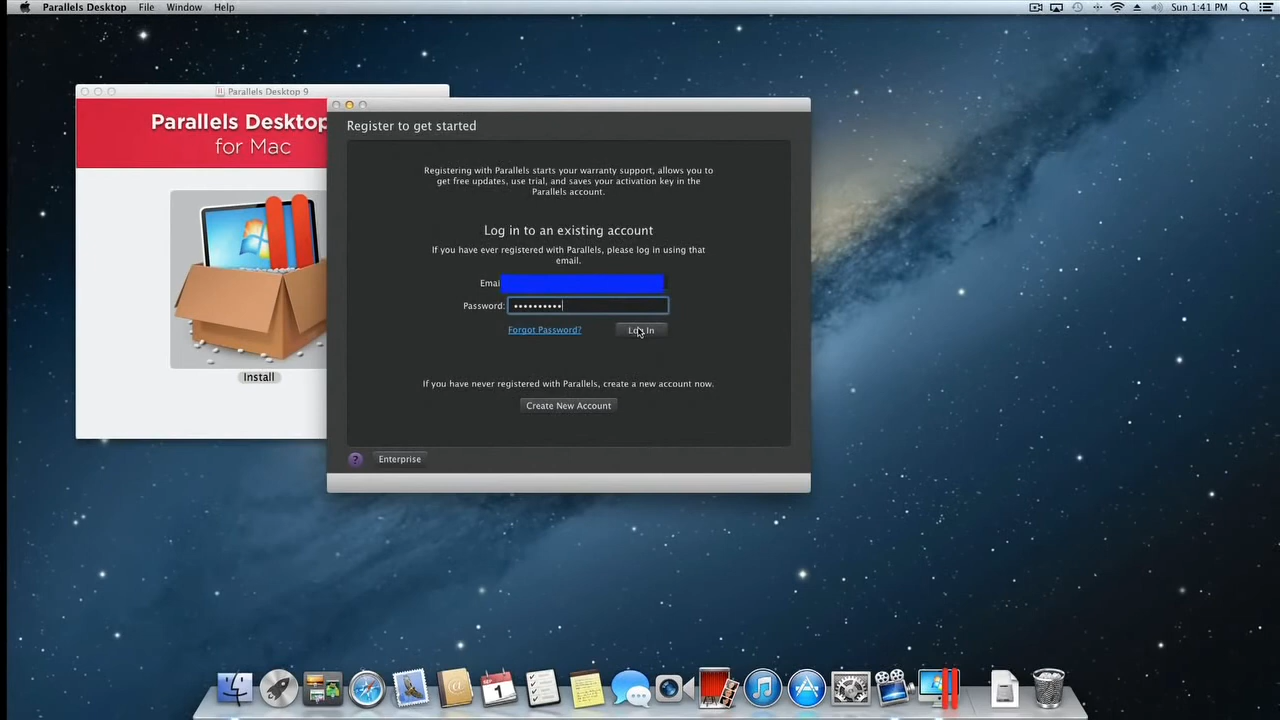 Parallels Desktop File Window Help
Sun 1:41 PM
Parallels Desktop 9
Parallels Desktop
for Mac
Install
Register to get started
Registering with Parallels starts your warranty support, allows you to
get free updates, use trial, and saves your activation key in the
Parallels account.
Log in to an existing account
If you have ever registered with Parallels, please log in using that
email.
Emai
Password: ••••••••••
Forgot Password?
Log In
If you have never registered with Parallels, create a new account now.
Create New Account
? Enterprise
1